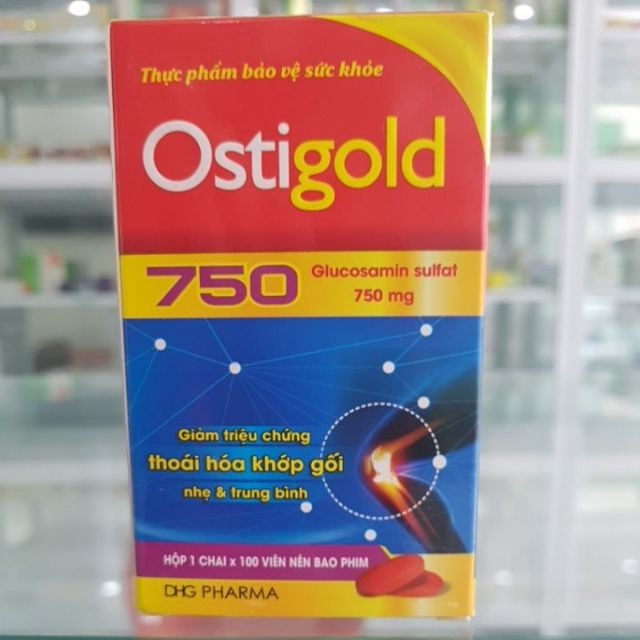 Thực phẩm bảo vệ sức khỏe
Ostigold
750
Glucosamin sulfat
750 mg
Giảm triệu chứng
thoái hóa khớp gối
nhẹ & trung bình
HỘP 1 CHAI x 100 VIÊN NÉN BAO PHIM
DHG PHARMA